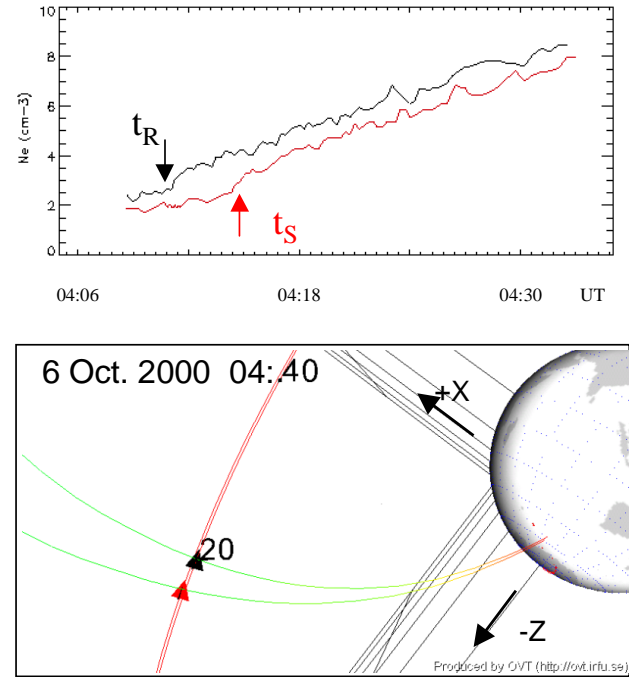 10
8
6
4
2
0
Ne (cm-3)
tR
tS
04:06 04:18 04:30 UT
6 Oct. 2000 04:.40
+X
20
-Z
Produced by OVT (http://ovt.irfu.se)